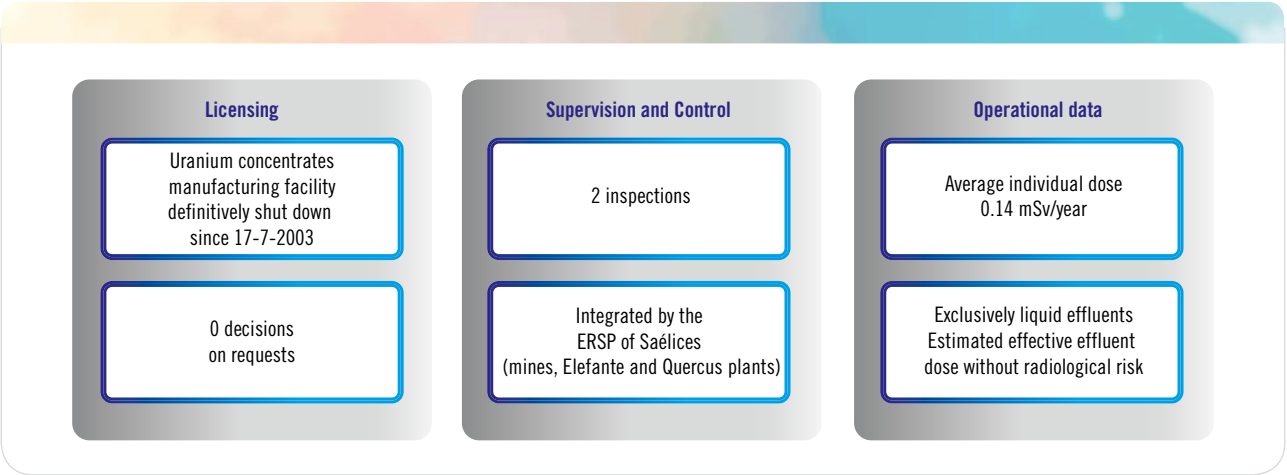 Licensing
Uranium concentrates
manufacturing facility
definitively shut down
since 17-7-2003
0 decisions
on requests
Supervision and Control
2 inspections
Integrated by the
ERSP of Saélices
(mines, Elefante and Quercus plants)
Operational data
Average individual dose
0.14 mSv/year
Exclusively liquid effluents
Estimated effective effluent
dose without radiological risk